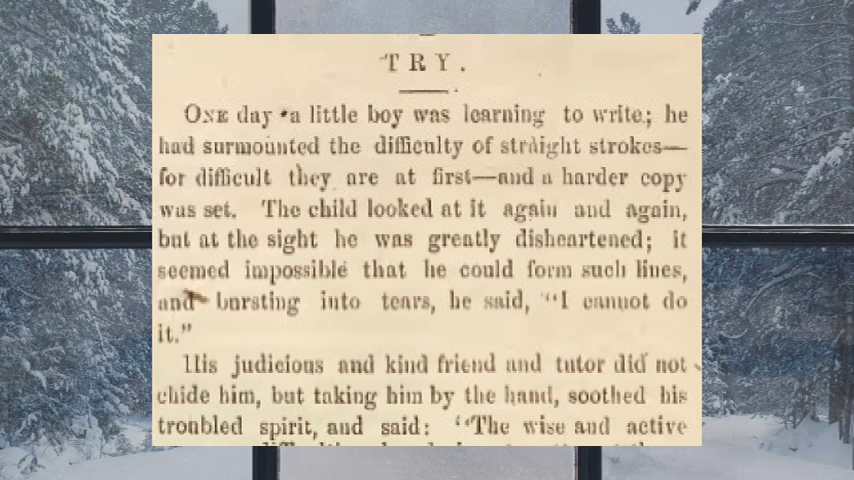 TRY.
ONE day a little boy was learning to write; he
had surmounted the difficulty of straight strokes—
for difficult they are at first—and a harder copy
was set. The child looked at it again and again,
but at the sight he was greatly disheartened; it
seemed impossible that he could form such lines,
and bursting into tears, he said, "I cannot do
it."
His judicious and kind friend and tutor did not
chide him, but taking him by the hand, soothed his
troubled spirit, and said: "The wise and active